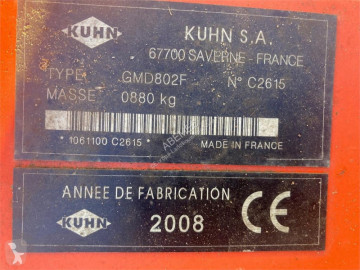 KUHN
KUHN S.A.
67700 SAVERNE - FRANCE
TYPE GMD802F N° C2615
MASSE 0880 kg
*1061100 C2615* MADE IN FRANCE
ANNEE DE FABRICATION
KUHN 2008 CE